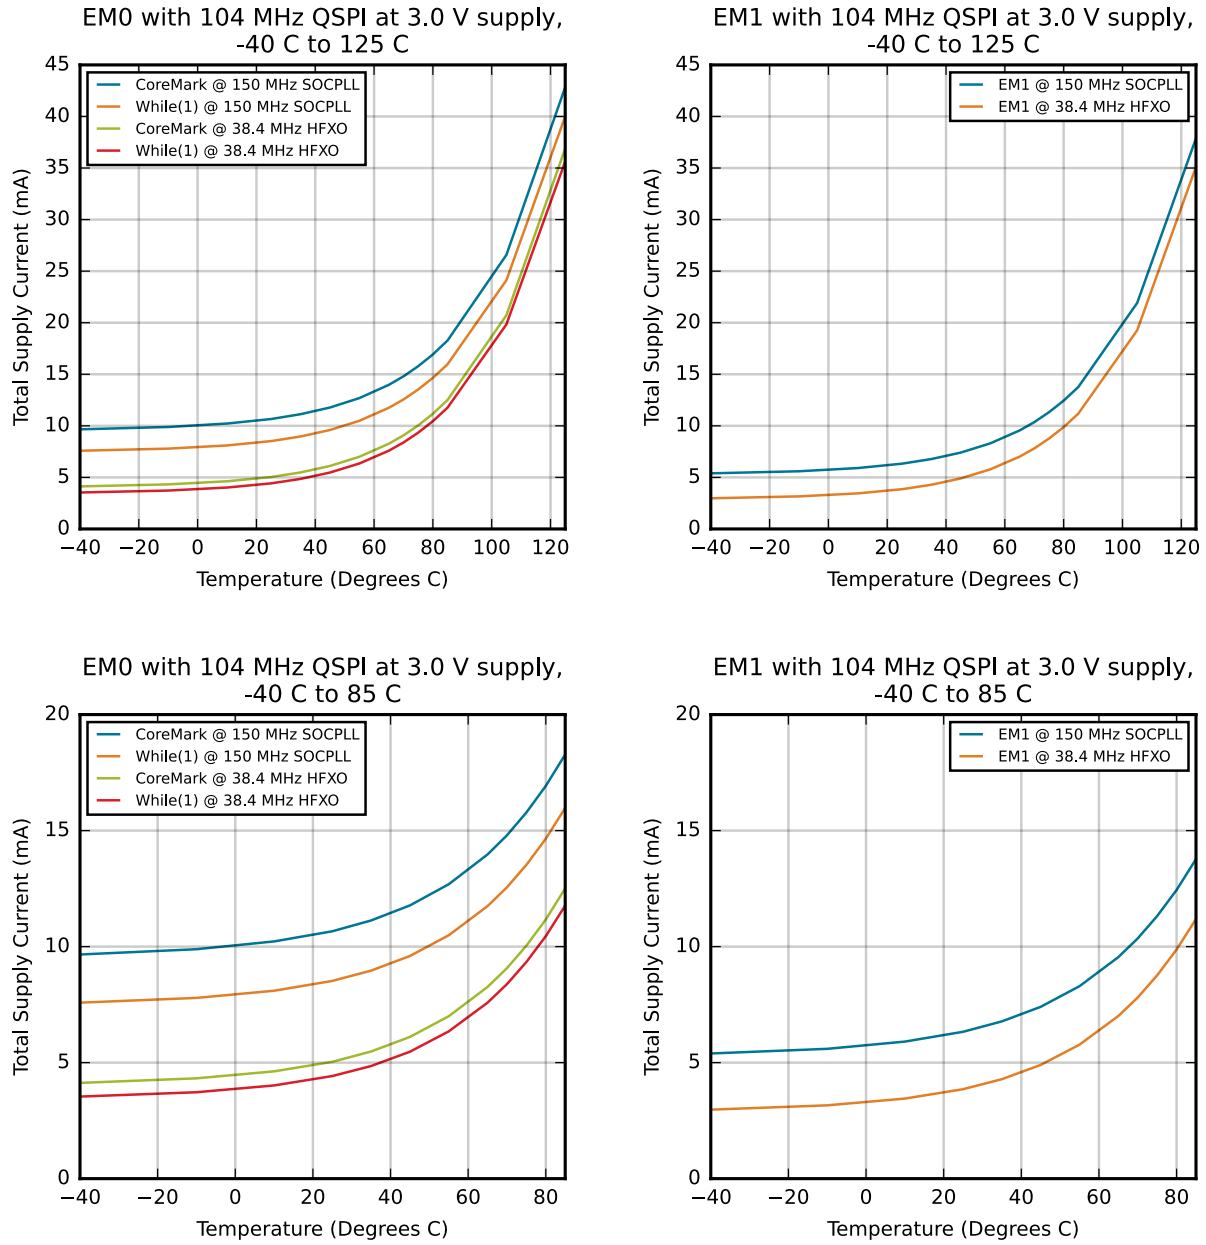 EM0 with 104 MHz QSPI at 3.0 V supply,
-40 C to 125 C
45
40
35
30
25
20
15
10
5
0
Total Supply Current (mA)
CoreMark @ 150 MHz SOCPLL
While(1) @ 150 MHz SOCPLL
CoreMark @ 38.4 MHz HFXO
While(1) @ 38.4 MHz HFXO
−40 −20 0 20 40 60 80 100 120
Temperature (Degrees C)
EM1 with 104 MHz QSPI at 3.0 V supply,
-40 C to 125 C
45
40
35
30
25
20
15
10
5
0
Total Supply Current (mA)
EM1 @ 150 MHz SOCPLL
EM1 @ 38.4 MHz HFXO
−40 −20 0 20 40 60 80 100 120
Temperature (Degrees C)
EM0 with 104 MHz QSPI at 3.0 V supply,
-40 C to 85 C
20
15
10
5
0
Total Supply Current (mA)
CoreMark @ 150 MHz SOCPLL
While(1) @ 150 MHz SOCPLL
CoreMark @ 38.4 MHz HFXO
While(1) @ 38.4 MHz HFXO
−40 −20 0 20 40 60 80
Temperature (Degrees C)
EM1 with 104 MHz QSPI at 3.0 V supply,
-40 C to 85 C
20
15
10
5
0
Total Supply Current (mA)
EM1 @ 150 MHz SOCPLL
EM1 @ 38.4 MHz HFXO
−40 −20 0 20 40 60 80
Temperature (Degrees C)